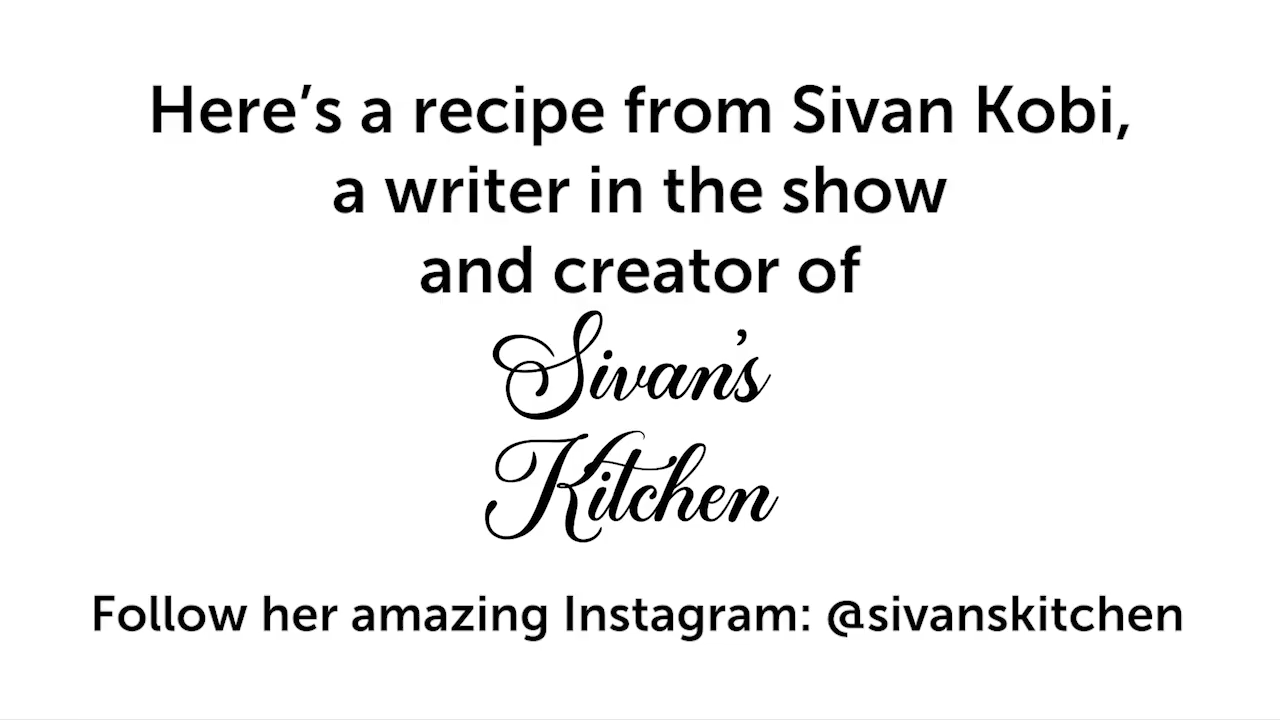 Here’s a recipe from Sivan Kobi,
a writer in the show
and creator of
Sivan’s
Kitchen
Follow her amazing Instagram: @sivanskitchen